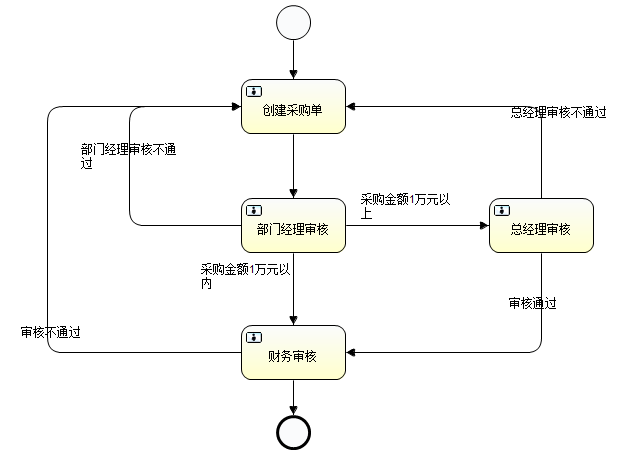 创建采购单
总经理审核不通过
部门经理审核不通
过
采购金额1万元以
上
部门经理审核
总经理审核
采购金额1万元以
内
审核通过
审核不通过
财务审核